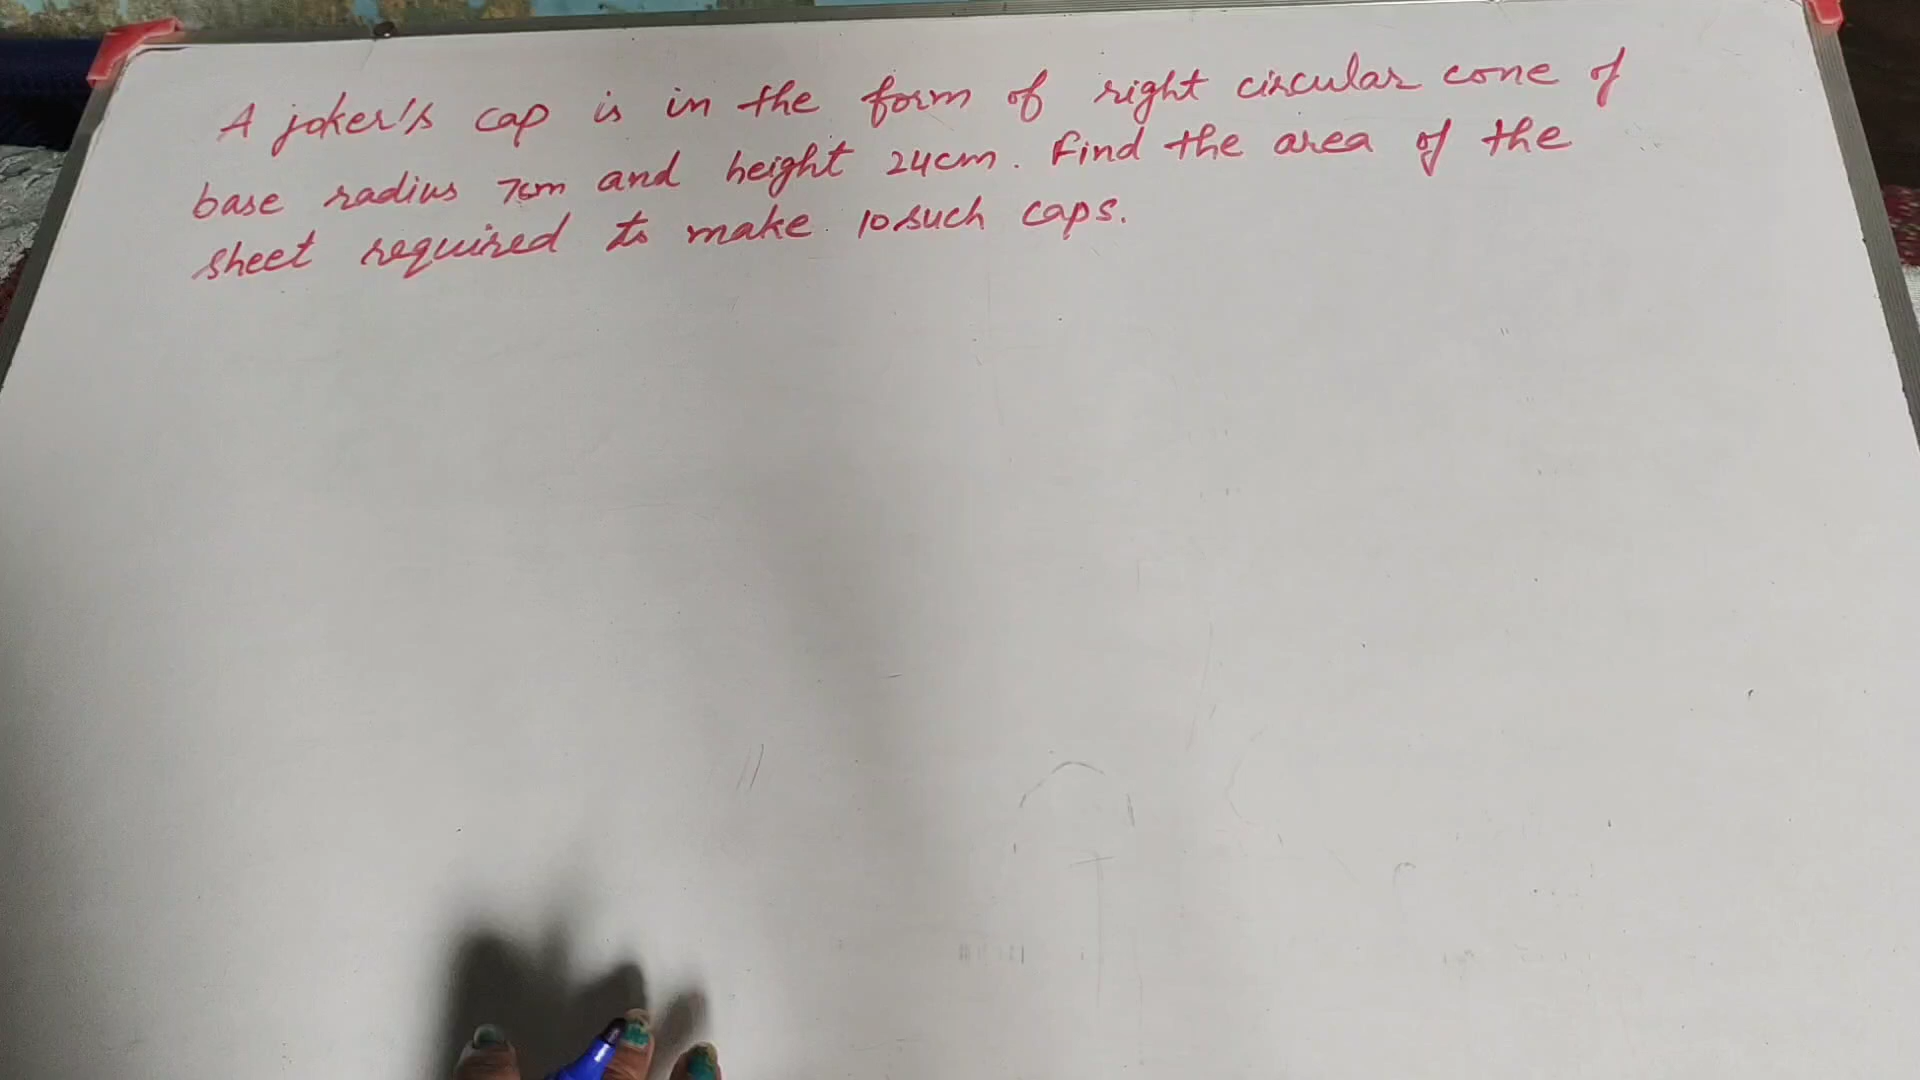 A joker's cap is in the form of right circular cone of
base radius 7cm and height 24cm. Find the area of the
sheet required to make 10 such caps.